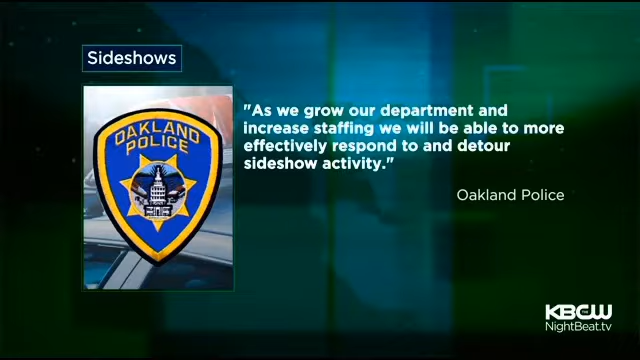 Sideshows
OAKLAND
POLICE
"As we grow our department and
increase staffing we will be able to more
effectively respond to and detour
sideshow activity."
Oakland Police
KBCW
NightBeat.tv